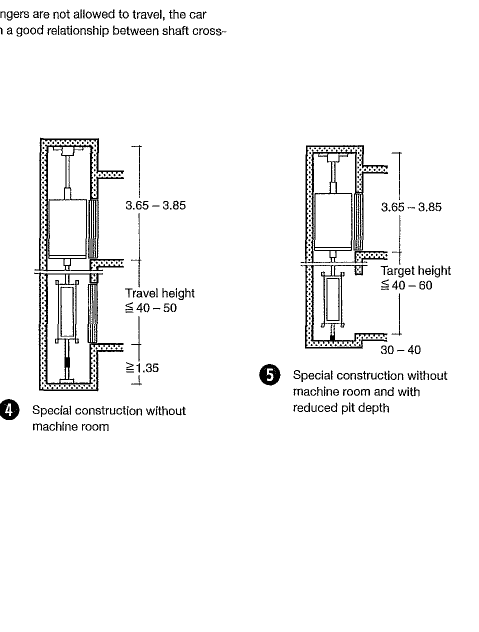 ngers are not allowed to travel, the car
a good relationship between shaft cross-
3.65 – 3.85
Travel height
≦ 40 – 50
≧ 1.35
4 Special construction without
machine room
3.65 – 3.85
Target height
≦ 40 – 60
30 – 40
5 Special construction without
machine room and with
reduced pit depth